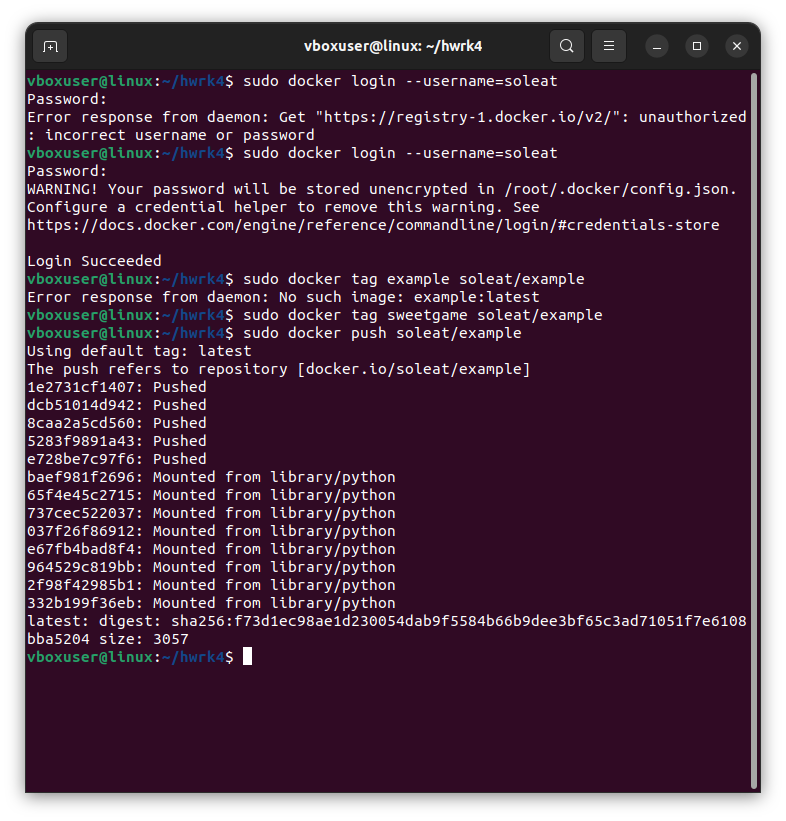 vboxuser@linux: ~/hwrk4
vboxuser@linux:~/hwrk4$ sudo docker login --username=soleat
Password:
Error response from daemon: Get "https://registry-1.docker.io/v2/": unauthorized
: incorrect username or password
vboxuser@linux:~/hwrk4$ sudo docker login --username=soleat
Password:
WARNING! Your password will be stored unencrypted in /root/.docker/config.json.
Configure a credential helper to remove this warning. See
https://docs.docker.com/engine/reference/commandline/login/#credentials-store
Login Succeeded
vboxuser@linux:~/hwrk4$ sudo docker tag example soleat/example
Error response from daemon: No such image: example:latest
vboxuser@linux:~/hwrk4$ sudo docker tag sweetgame soleat/example
vboxuser@linux:~/hwrk4$ sudo docker push soleat/example
Using default tag: latest
The push refers to repository [docker.io/soleat/example]
1e2731cf1407: Pushed
dcb51014d942: Pushed
8caa2a5cd560: Pushed
5283f9891a43: Pushed
e728be7c97f6: Pushed
baef981f2696: Mounted from library/python
65f4e45c2715: Mounted from library/python
737cec522037: Mounted from library/python
037f26f86912: Mounted from library/python
e67fb4bad8f4: Mounted from library/python
964529c819bb: Mounted from library/python
2f98f42985b1: Mounted from library/python
332b199f36eb: Mounted from library/python
latest: digest: sha256:f73d1ec98ae1d230054dab9f5584b66b9dee3bf65c3ad71051f7e6108
bba5204 size: 3057
vboxuser@linux:~/hwrk4$